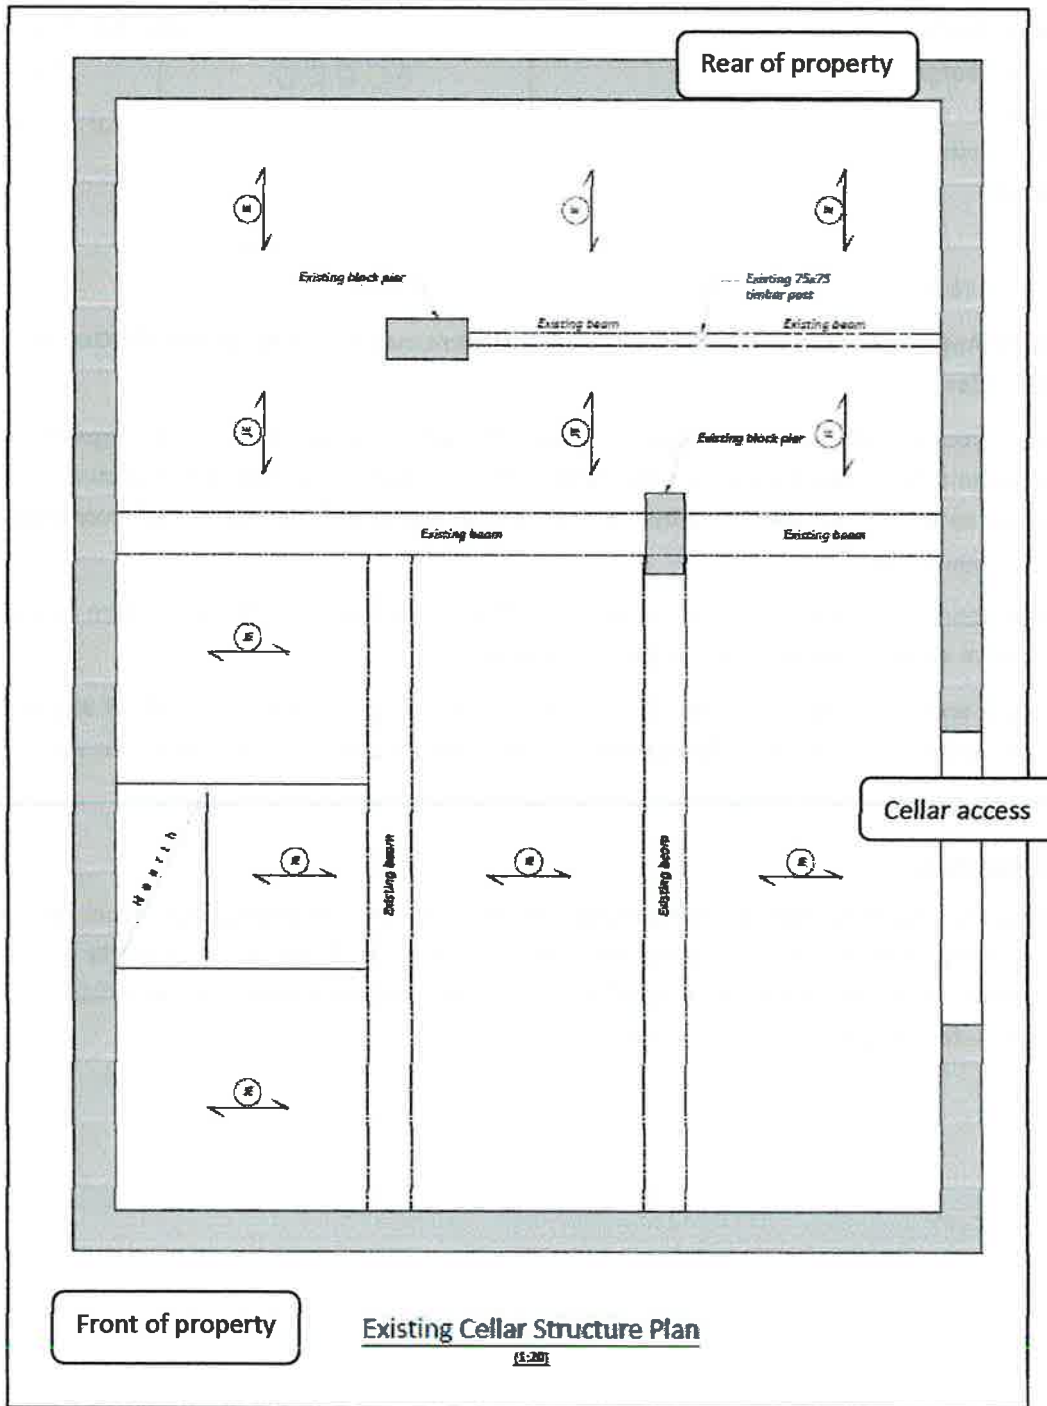 Rear of property
Existing block pier
Existing 75x75
timber post
Existing beam
Existing beam
Existing block pier
Existing beam
Existing beam
Cellar access
Hearth
Existing beam
Existing beam
Front of property
Existing Cellar Structure Plan
(1:20)